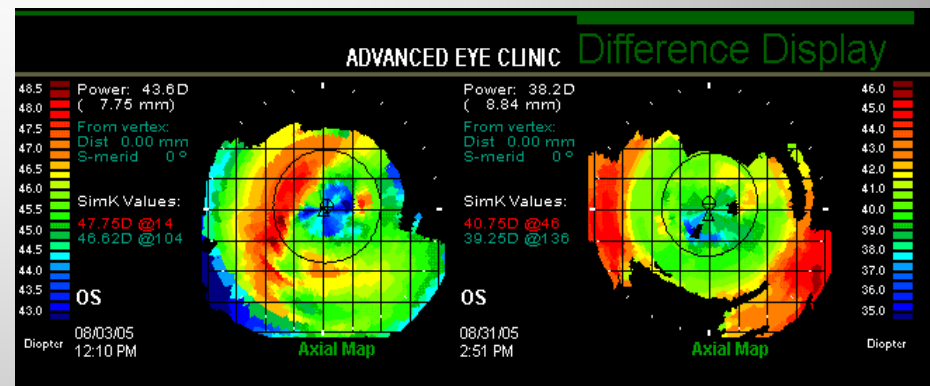 ADVANCED EYE CLINIC Difference Display
48.5
48.0
47.5
47.0
46.5
46.0
45.5
45.0
44.5
44.0
43.5
43.0
Diopter
Power: 43.6D
( 7.75 mm)
From vertex:
Dist 0.00 mm
S-merid 0°
SimK Values:
47.75D @14
46.62D @104
OS
08/03/05
12:10 PM
Axial Map
Power: 38.2D
( 8.84 mm)
From vertex:
Dist 0.00 mm
S-merid 0°
SimK Values:
40.75D @46
39.25D @136
OS
08/31/05
2:51 PM
Axial Map
46.0
45.0
44.0
43.0
42.0
41.0
40.0
39.0
38.0
37.0
36.0
35.0
Diopter